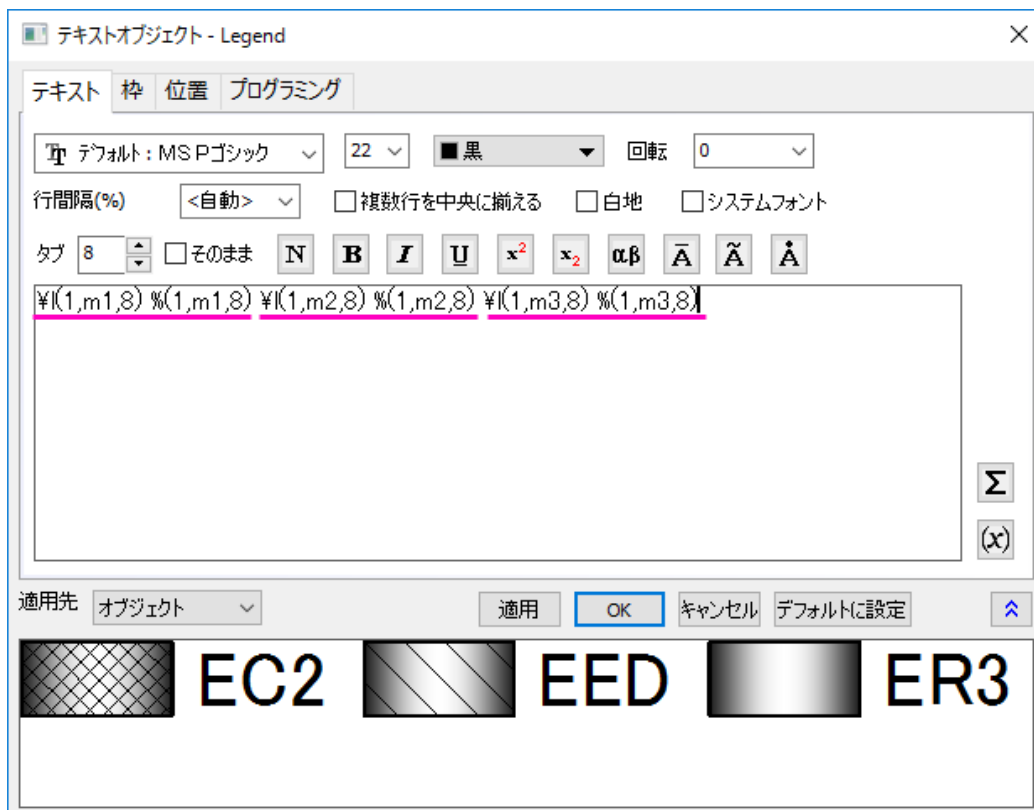 テキストオブジェクト - Legend
テキスト 枠 位置 プログラミング
デフォルト : MS Pゴシック 22 黒 回転 0
行間隔(%) <自動> 複数行を中央に揃える 白地 システムフォント
タブ 8 そのまま N B I U x² x₂ αβ Ā Ã Ȧ
¥l(1,m1,8) %(1,m1,8) ¥l(1,m2,8) %(1,m2,8) ¥l(1,m3,8) %(1,m3,8)
Σ
(x)
適用先 オブジェクト 適用 OK キャンセル デフォルトに設定
EC2 EED ER3